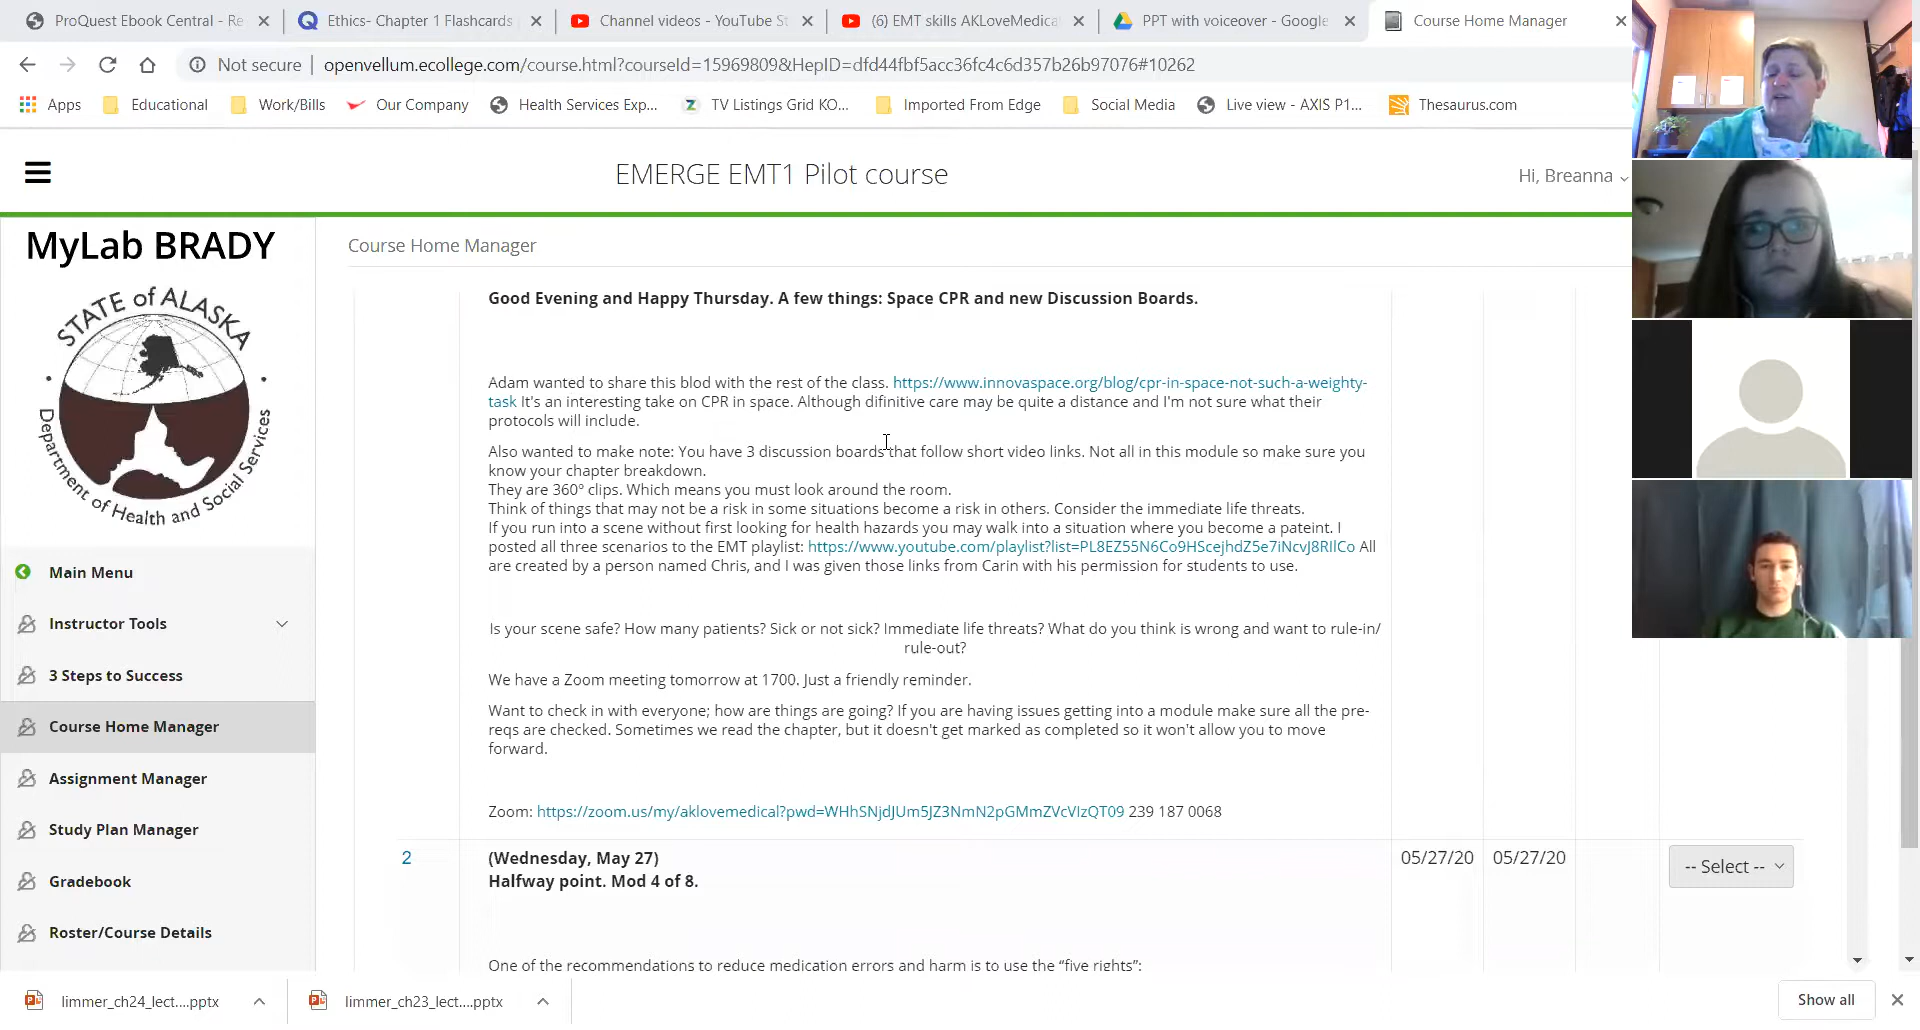 ProQuest Ebook Central - Re
Ethics- Chapter 1 Flashcards
Channel videos - YouTube St
(6) EMT skills AKLoveMedica
PPT with voiceover - Google
Course Home Manager
Not secure
openvellum.ecollege.com/course.html?courseId=15969809&HepID=dfd44fbf5acc36fc4c6d357b26b97076#10262
Apps
Educational
Work/Bills
Our Company
Health Services Exp...
TV Listings Grid KO...
Imported From Edge
Social Media
Live view - AXIS P1...
Thesaurus.com
EMERGE EMT1 Pilot course
Hi, Breanna
MyLab BRADY
STATE of ALASKA
Department of Health and Social Services
Main Menu
Instructor Tools
3 Steps to Success
Course Home Manager
Assignment Manager
Study Plan Manager
Gradebook
Roster/Course Details
Course Home Manager
Good Evening and Happy Thursday. A few things: Space CPR and new Discussion Boards.
Adam wanted to share this blod with the rest of the class. https://www.innovaspace.org/blog/cpr-in-space-not-such-a-weighty-
task It's an interesting take on CPR in space. Although difinitive care may be quite a distance and I'm not sure what their
protocols will include.
Also wanted to make note: You have 3 discussion boards that follow short video links. Not all in this module so make sure you
know your chapter breakdown.
They are 360° clips. Which means you must look around the room.
Think of things that may not be a risk in some situations become a risk in others. Consider the immediate life threats.
If you run into a scene without first looking for health hazards you may walk into a situation where you become a pateint. I
posted all three scenarios to the EMT playlist: https://www.youtube.com/playlist?list=PL8EZ55N6Co9HScejhdZ5e7iNcvJ8RIlCo All
are created by a person named Chris, and I was given those links from Carin with his permission for students to use.
Is your scene safe? How many patients? Sick or not sick? Immediate life threats? What do you think is wrong and want to rule-in/
rule-out?
We have a Zoom meeting tomorrow at 1700. Just a friendly reminder.
Want to check in with everyone; how are things are going? If you are having issues getting into a module make sure all the pre-
reqs are checked. Sometimes we read the chapter, but it doesn't get marked as completed so it won't allow you to move
forward.
Zoom: https://zoom.us/my/aklovemedical?pwd=WHhSNjdJUm5JZ3NmN2pGMmZVcVIzQT09 239 187 0068
2
(Wednesday, May 27)
Halfway point. Mod 4 of 8.
05/27/20
05/27/20
-- Select --
One of the recommendations to reduce medication errors and harm is to use the “five rights”:
limmer_ch24_lect....pptx
limmer_ch23_lect....pptx
Show all